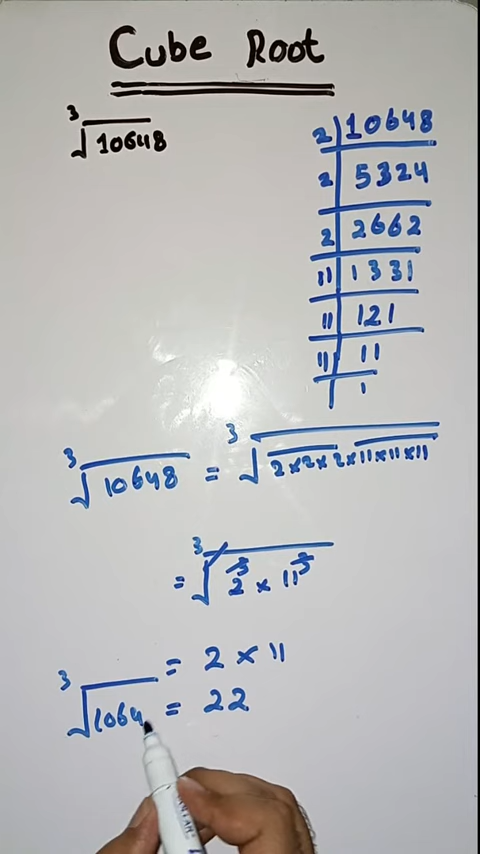 Cube Root
∛10648
2 | 10648
2 | 5324
2 | 2662
11 | 1331
11 | 121
11 | 11
| 1
∛10648 = ∛2×2×2×11×11×11
= ∛2³ × 11³
= 2 × 11
∛1064 = 22